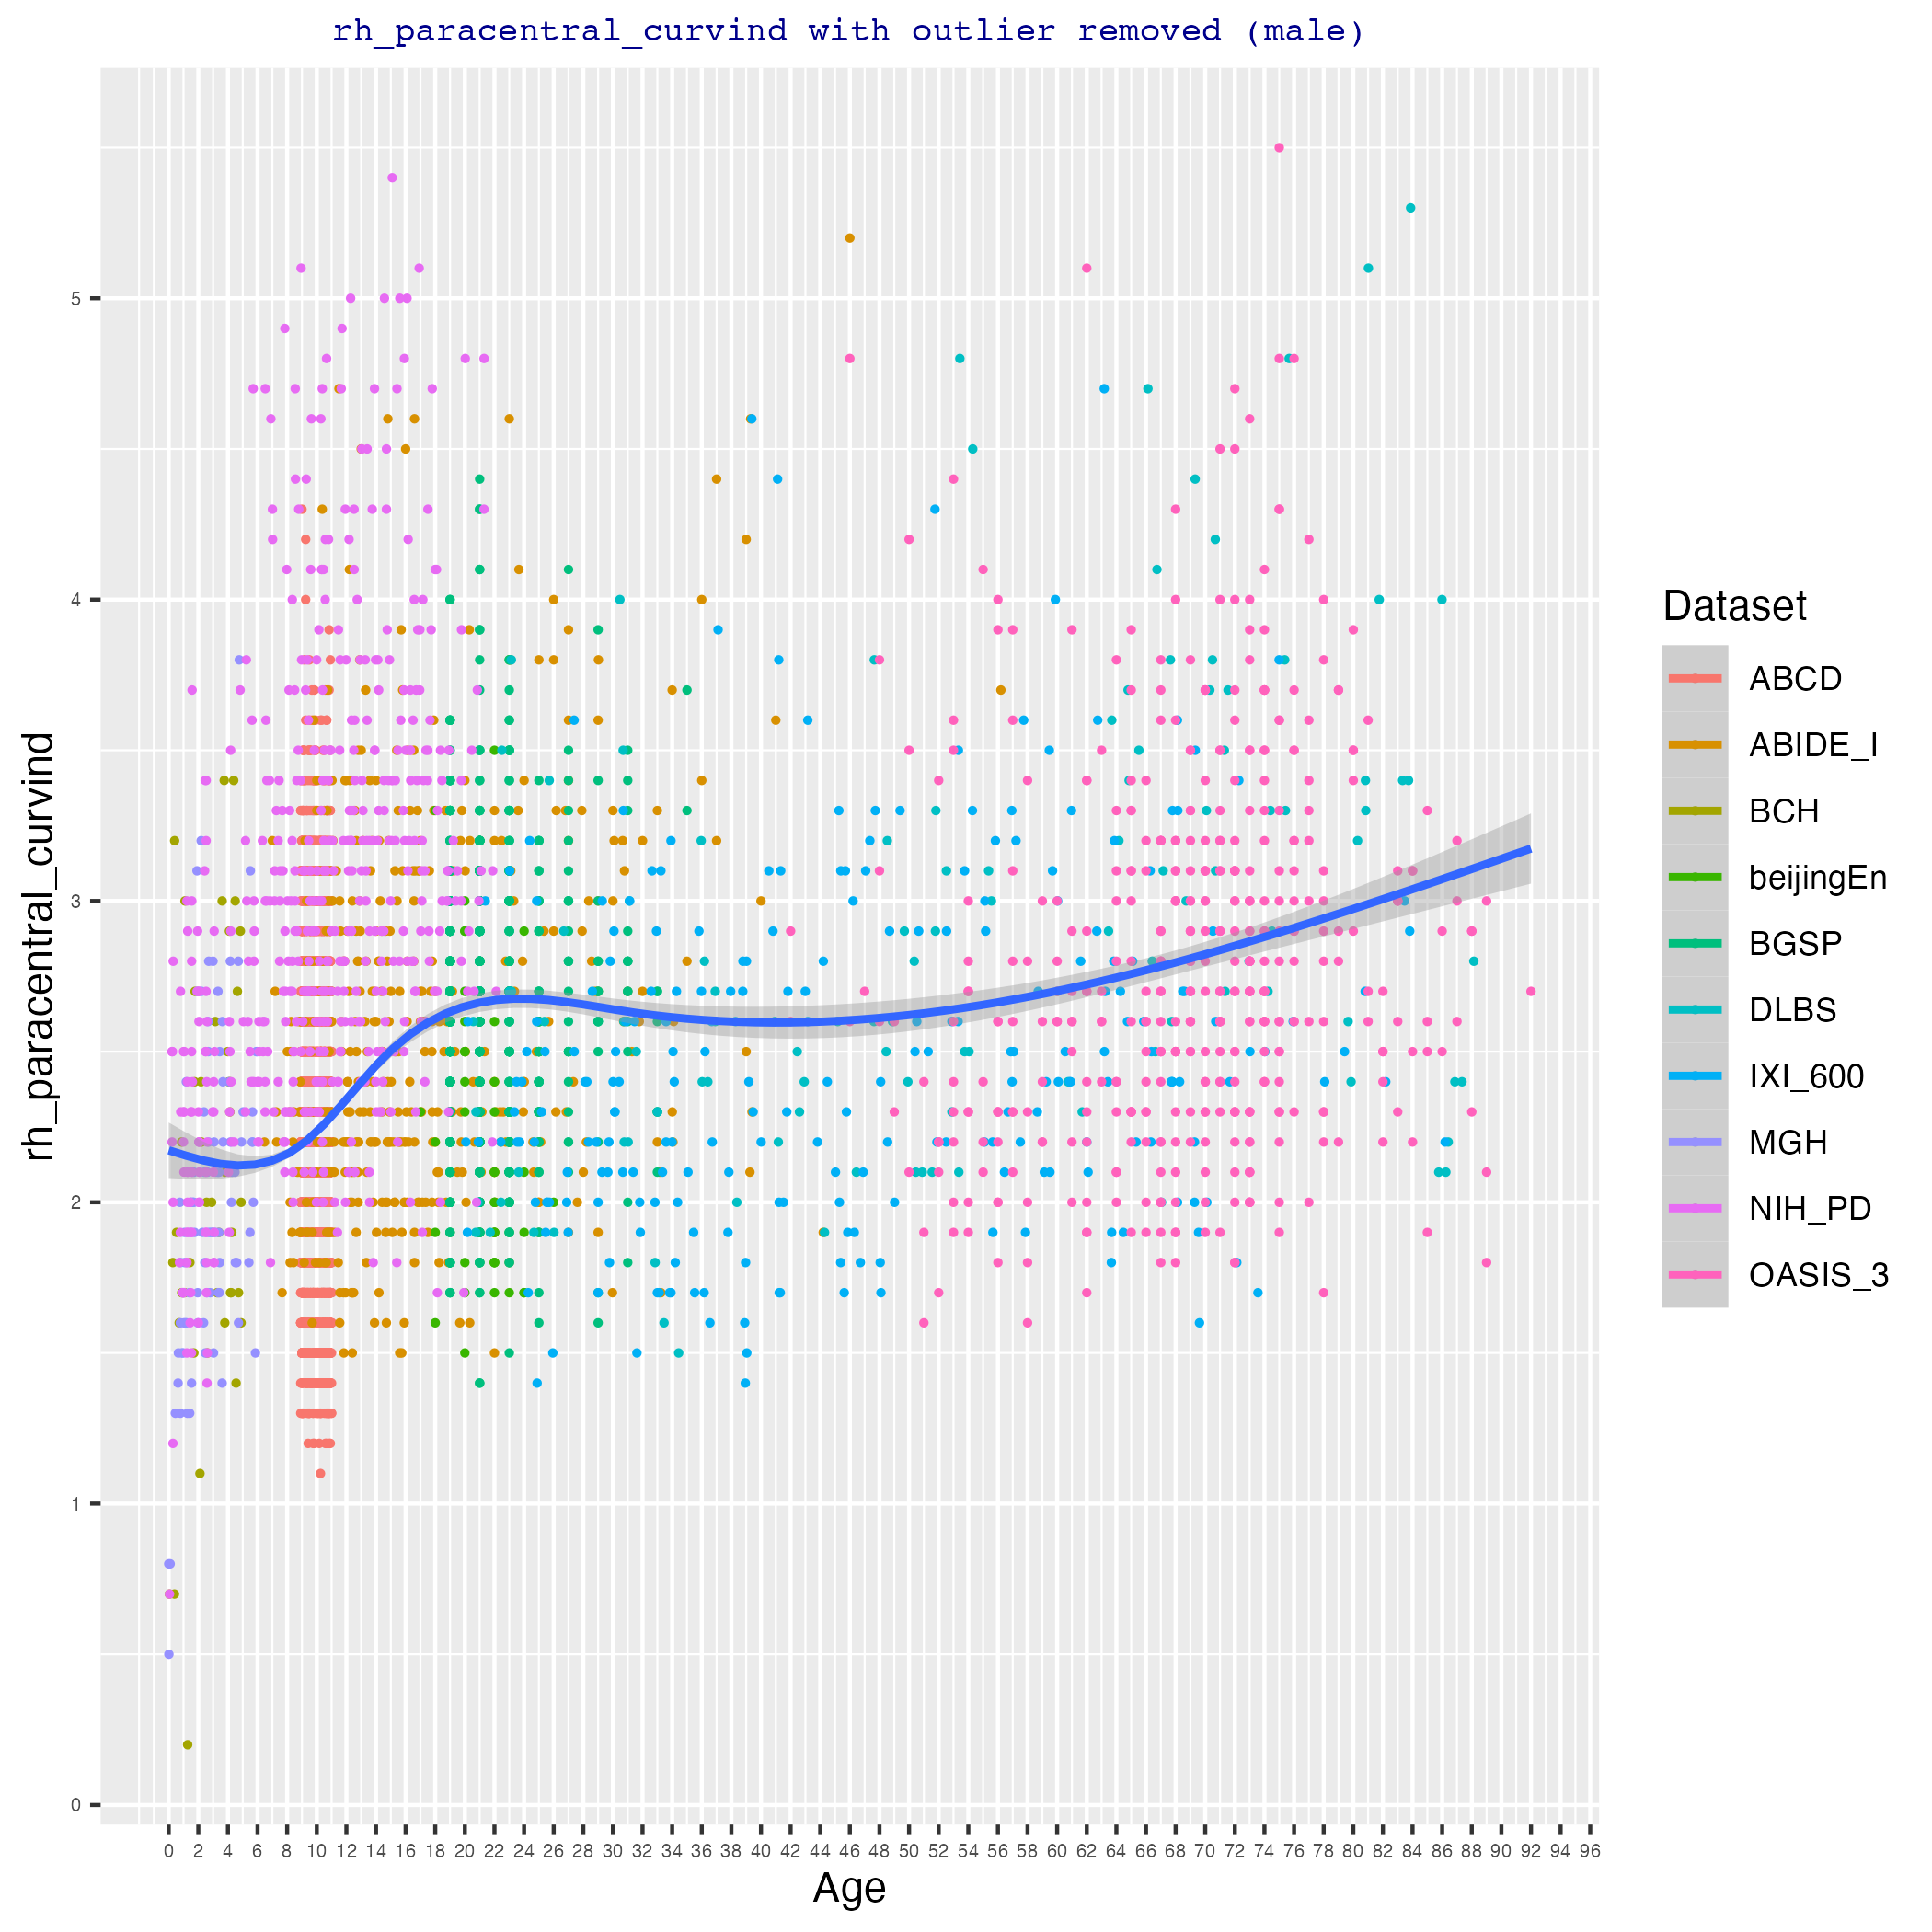 rh_paracentral_curvind with outlier removed (male)
rh_paracentral_curvind
5
4
3
2
1
0
0 2 4 6 8 10 12 14 16 18 20 22 24 26 28 30 32 34 36 38 40 42 44 46 48 50 52 54 56 58 60 62 64 66 68 70 72 74 76 78 80 82 84 86 88 90 92 94 96
Age
Dataset
ABCD
ABIDE_I
BCH
beijingEn
BGSP
DLBS
IXI_600
MGH
NIH_PD
OASIS_3